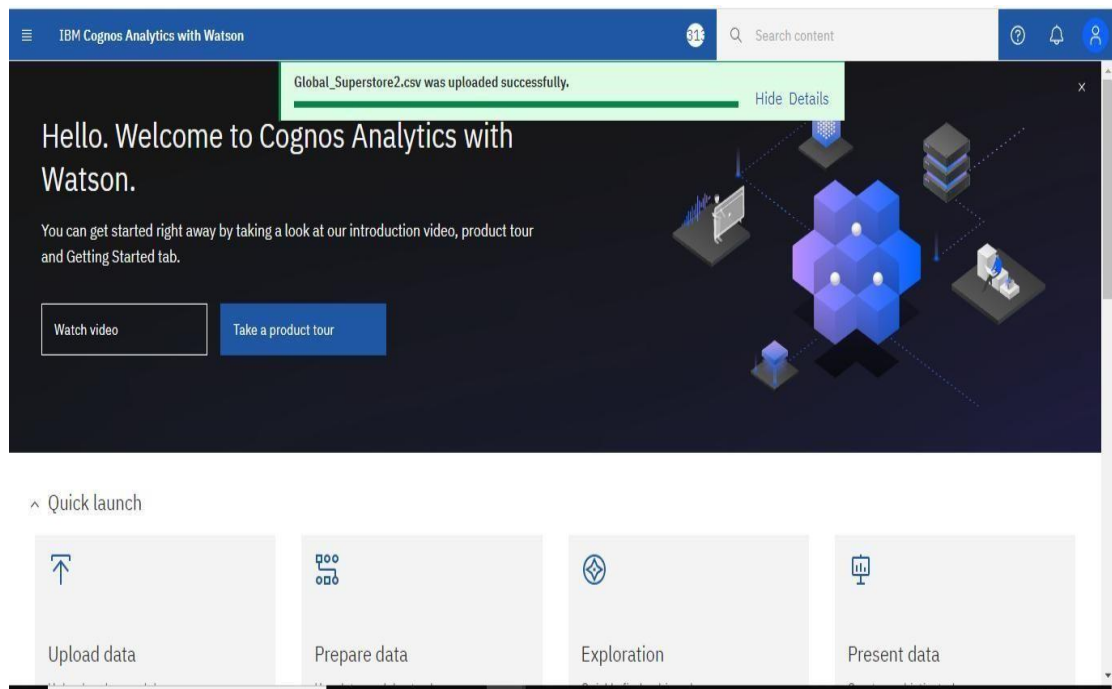 IBM Cognos Analytics with Watson
313
Search content
Global_Superstore2.csv was uploaded successfully.
Hide Details
Hello. Welcome to Cognos Analytics with
Watson.
You can get started right away by taking a look at our introduction video, product tour
and Getting Started tab.
Watch video
Take a product tour
Quick launch
Upload data
Prepare data
Exploration
Present data